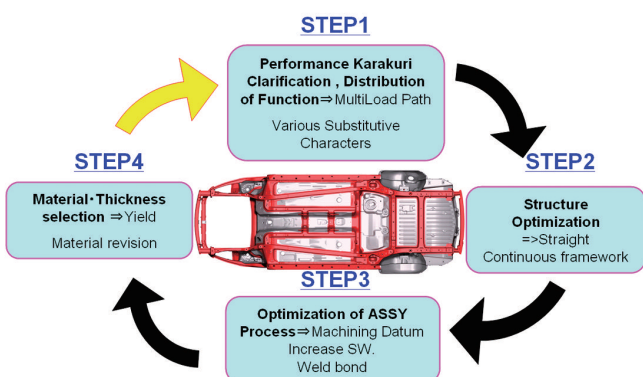 STEP1
Performance Karakuri
Clarification , Distribution
of Function⇒MultiLoad Path
Various Substitutive
Characters
STEP2
Structure
Optimization
=>Straight
Continuous framework
STEP3
Optimization of ASSY
Process⇒Machining Datum
Increase SW.
Weld bond
STEP4
Material・Thickness
selection ⇒Yield
Material revision